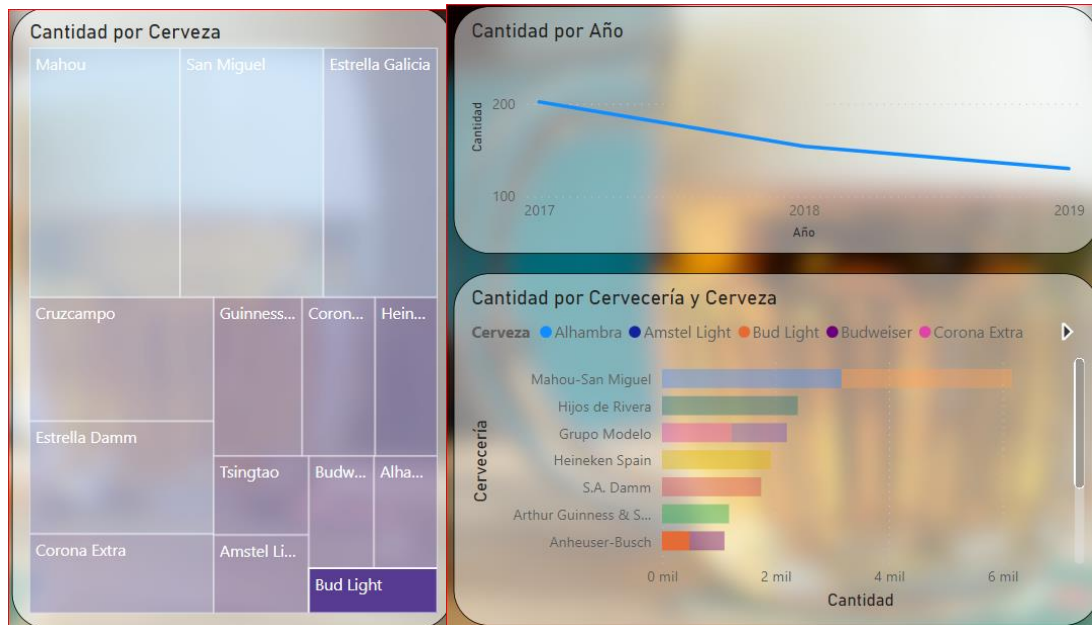 Cantidad por Cerveza
Mahou
San Miguel
Estrella Galicia
Cruzcampo
Guinness...
Coron...
Hein...
Estrella Damm
Tsingtao
Budw...
Alha...
Corona Extra
Amstel Li...
Bud Light
Cantidad por Año
Cantidad
200
100
2017
2018
2019
Año
Cantidad por Cervecería y Cerveza
Cerveza Alhambra Amstel Light Bud Light Budweiser Corona Extra
Cervecería
Mahou-San Miguel
Hijos de Rivera
Grupo Modelo
Heineken Spain
S.A. Damm
Arthur Guinness & S...
Anheuser-Busch
0 mil 2 mil 4 mil 6 mil
Cantidad